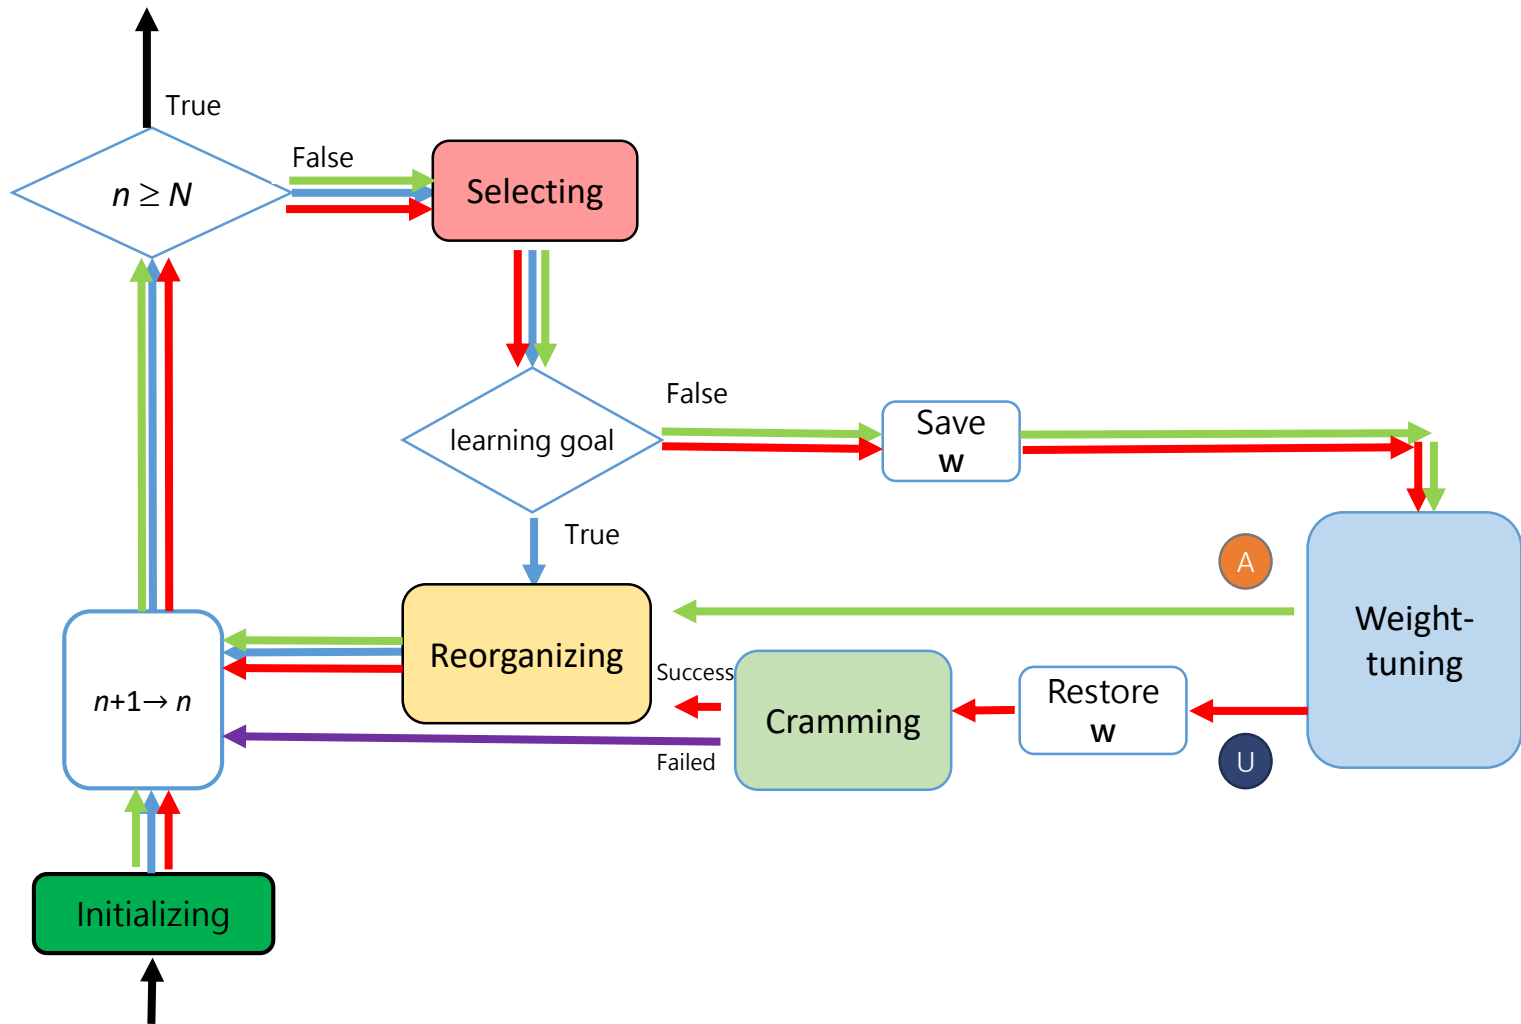 True
n ≥ N
False
Selecting
learning goal
False
Save
w
True
A
Reorganizing
Success
Cramming
Restore
w
Weight-
tuning
n+1→ n
Failed
U
Initializing